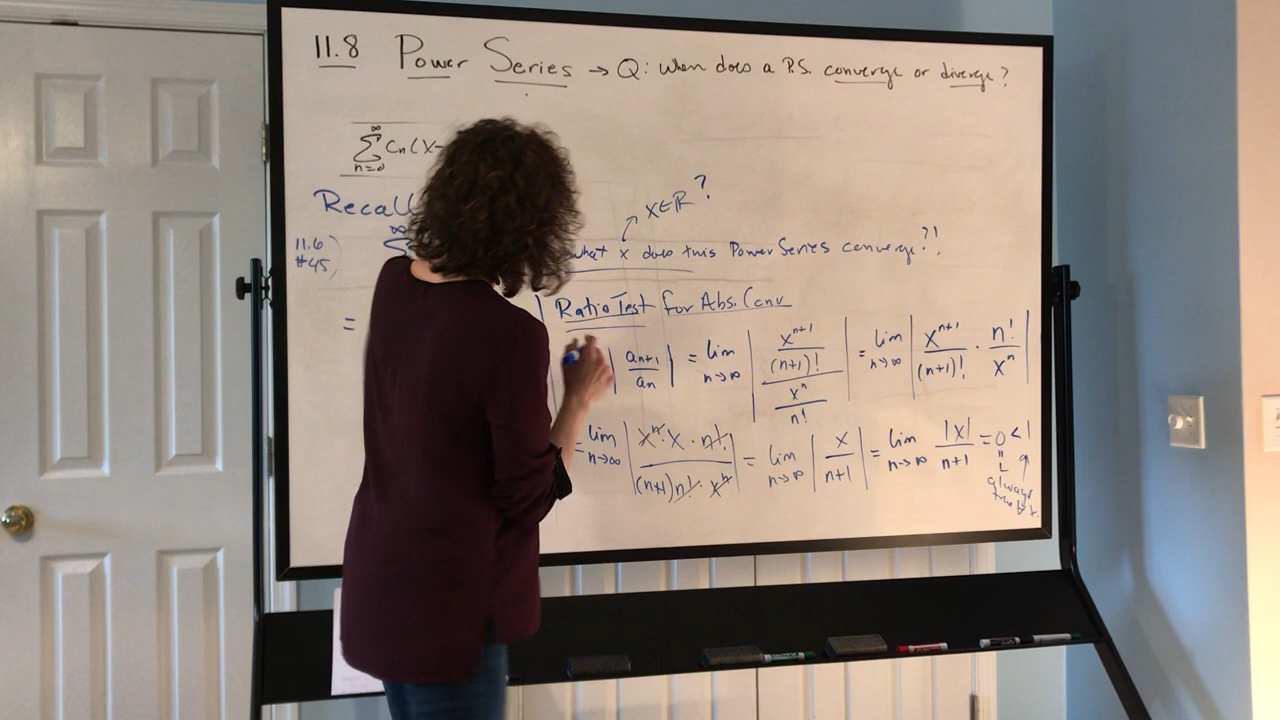 11.8 Power Series → Q: When does a P.S. converge or diverge?
∞
∑ Cn(X-
n=0
Recall
x∈ℝ?
11.6 #45)
∞
∑
what x does this Power Series converge?!
= | Ratio Test for Abs. Conv
| an+1 / an | = lim n→∞ | (x^(n+1) / (n+1)!) / (x^n / n!) | = lim n→∞ | x^(n+1) / (n+1)! · n! / x^n |
= lim n→∞ | x^n · x · n! / (n+1)n! · x^n | = lim n→∞ | x / n+1 | = lim n→∞ |x| / n+1 = 0 < 1
= L
always
true ∀ x.